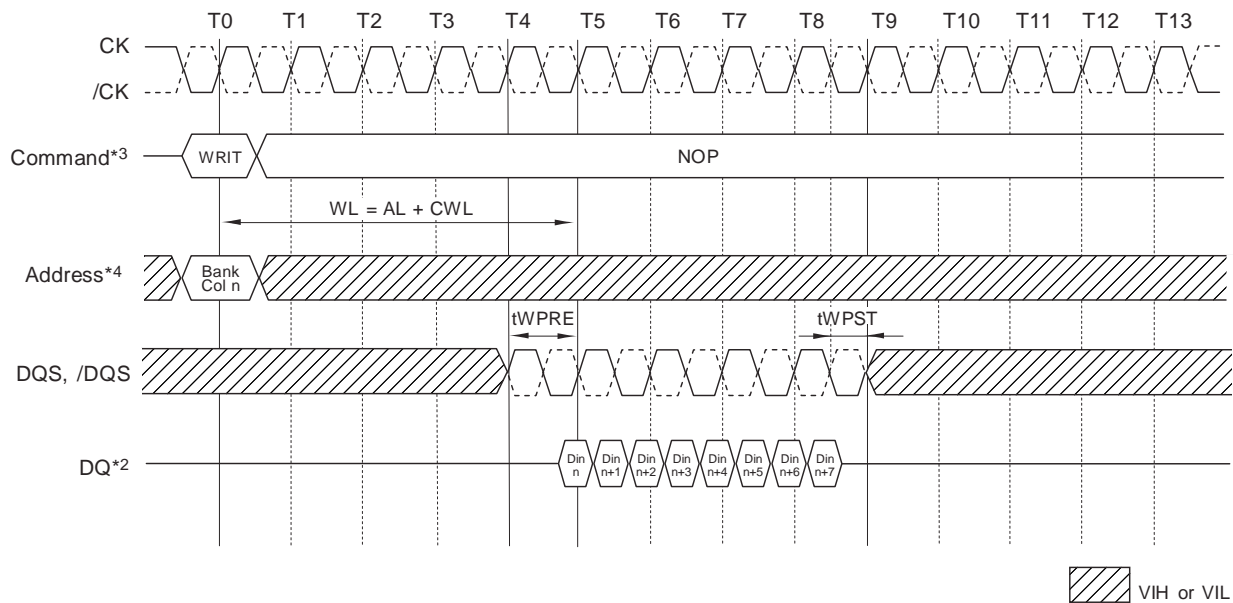 T0 T1 T2 T3 T4 T5 T6 T7 T8 T9 T10 T11 T12 T13
CK
/CK
Command*3 WRIT NOP
WL = AL + CWL
Address*4 Bank
Col n
tWPRE tWPST
DQS, /DQS
DQ*2 Din n Din n+1 Din n+2 Din n+3 Din n+4 Din n+5 Din n+6 Din n+7
VIH or VIL